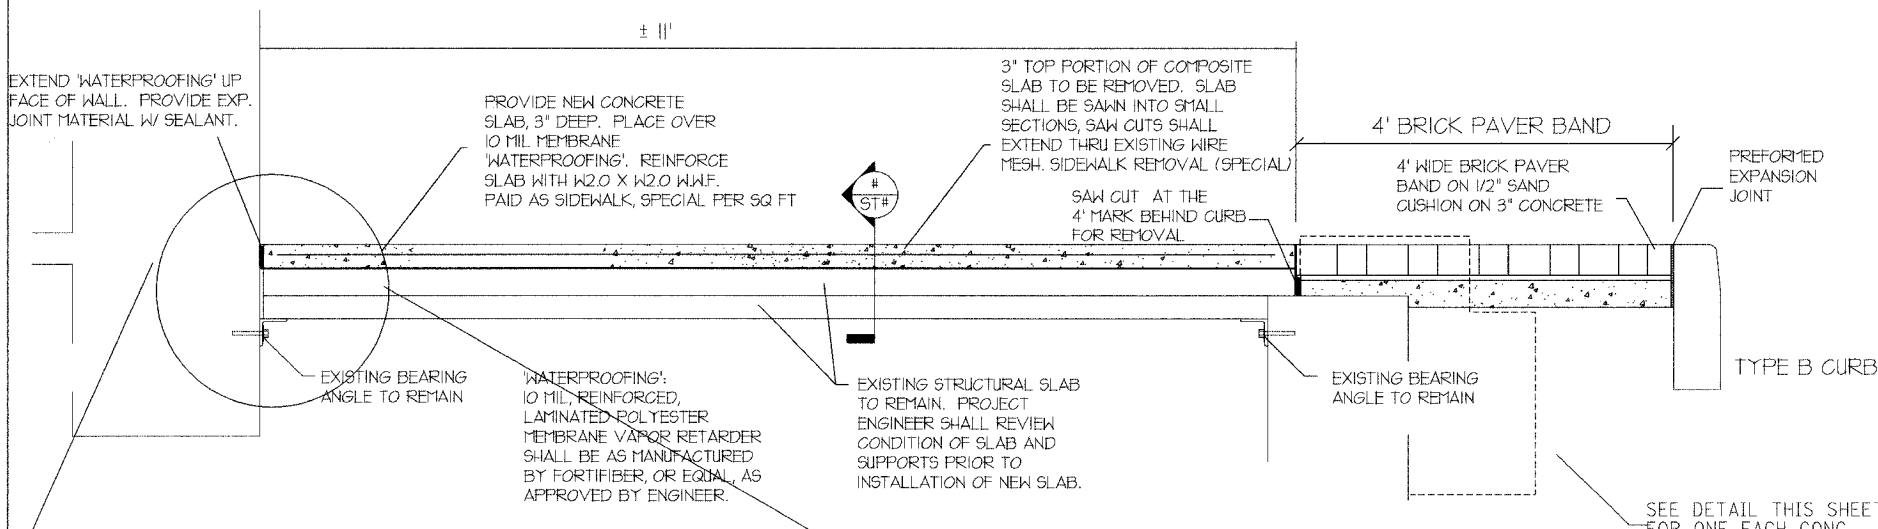 ± 11'
EXTEND 'WATERPROOFING' UP
FACE OF WALL. PROVIDE EXP.
JOINT MATERIAL W/ SEALANT.
PROVIDE NEW CONCRETE
SLAB, 3" DEEP. PLACE OVER
10 MIL MEMBRANE
'WATERPROOFING'. REINFORCE
SLAB WITH W2.0 X W2.0 W.W.F.
PAID AS SIDEWALK, SPECIAL PER SQ FT
3" TOP PORTION OF COMPOSITE
SLAB TO BE REMOVED. SLAB
SHALL BE SAWN INTO SMALL
SECTIONS, SAW CUTS SHALL
EXTEND THRU EXISTING WIRE
MESH. SIDEWALK REMOVAL (SPECIAL)
SAW CUT AT THE
4' MARK BEHIND CURB
FOR REMOVAL
4' BRICK PAVER BAND
4' WIDE BRICK PAVER
BAND ON 1/2" SAND
CUSHION ON 3" CONCRETE
PREFORMED
EXPANSION
JOINT
#
ST#
EXISTING BEARING
ANGLE TO REMAIN
'WATERPROOFING':
10 MIL, REINFORCED,
LAMINATED POLYESTER
MEMBRANE VAPOR RETARDER
SHALL BE AS MANUFACTURED
BY FORTIFIBER, OR EQUAL, AS
APPROVED BY ENGINEER.
EXISTING STRUCTURAL SLAB
TO REMAIN. PROJECT
ENGINEER SHALL REVIEW
CONDITION OF SLAB AND
SUPPORTS PRIOR TO
INSTALLATION OF NEW SLAB.
EXISTING BEARING
ANGLE TO REMAIN
TYPE B CURB
SEE DETAIL THIS SHEET
FOR ONE EACH CONC